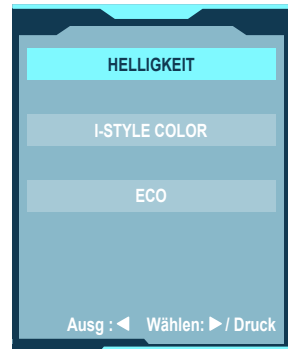 HELLIGKEIT
I-STYLE COLOR
ECO
Ausg : ◀ Wählen: ▶ / Druck